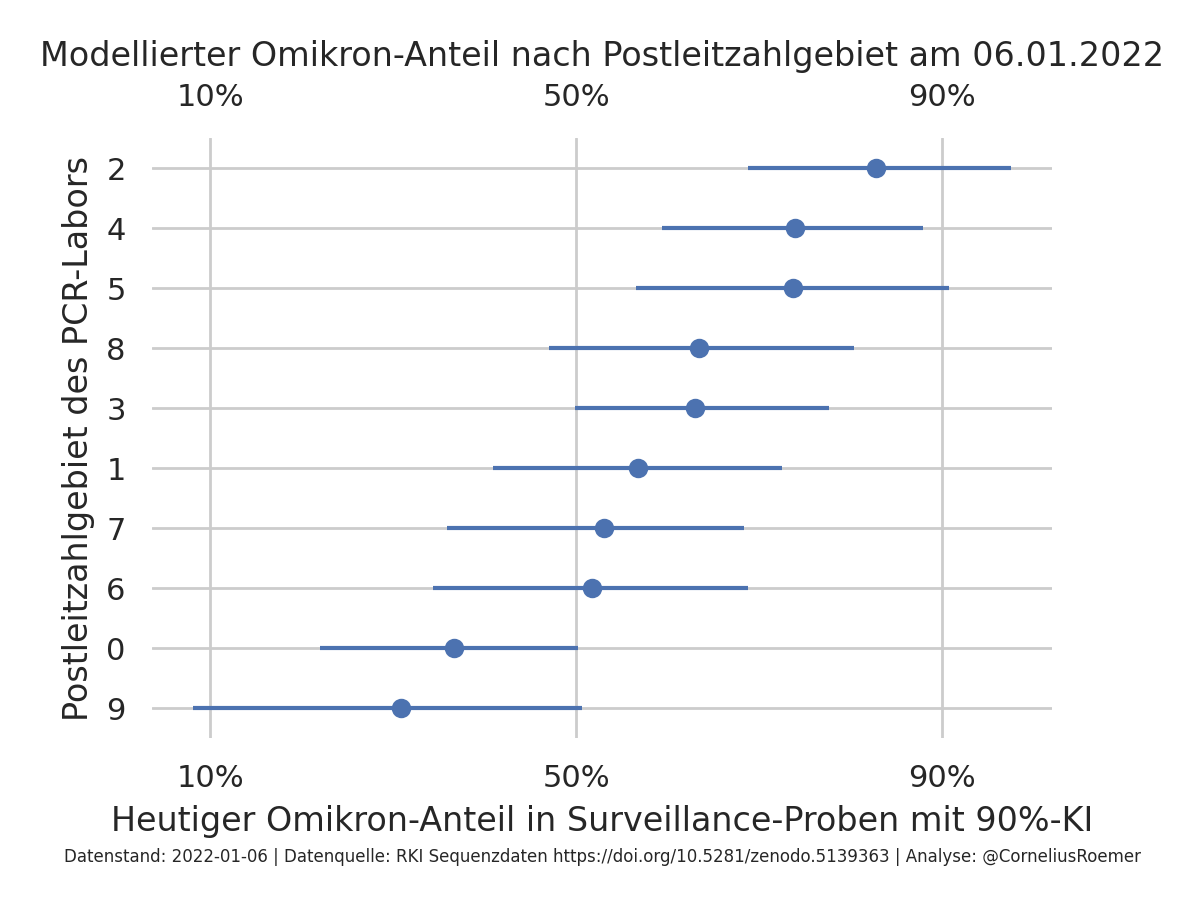 Modellierter Omikron-Anteil nach Postleitzahlgebiet am 06.01.2022
10% 50% 90%
Postleitzahlgebiet des PCR-Labors
2
4
5
8
3
1
7
6
0
9
10% 50% 90%
Heutiger Omikron-Anteil in Surveillance-Proben mit 90%-KI
Datenstand: 2022-01-06 | Datenquelle: RKI Sequenzdaten https://doi.org/10.5281/zenodo.5139363 | Analyse: @CorneliusRoemer